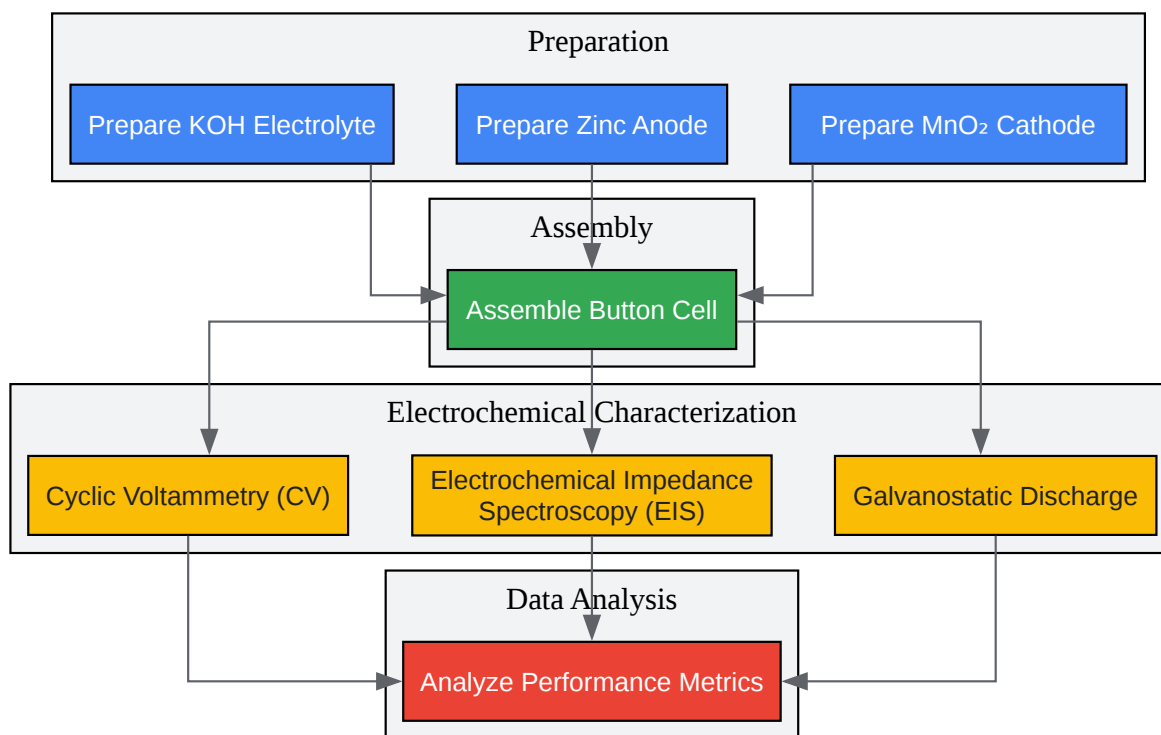 Preparation
Prepare KOH Electrolyte
Prepare Zinc Anode
Prepare MnO₂ Cathode
Assembly
Assemble Button Cell
Electrochemical Characterization
Cyclic Voltammetry (CV)
Electrochemical Impedance
Spectroscopy (EIS)
Galvanostatic Discharge
Data Analysis
Analyze Performance Metrics